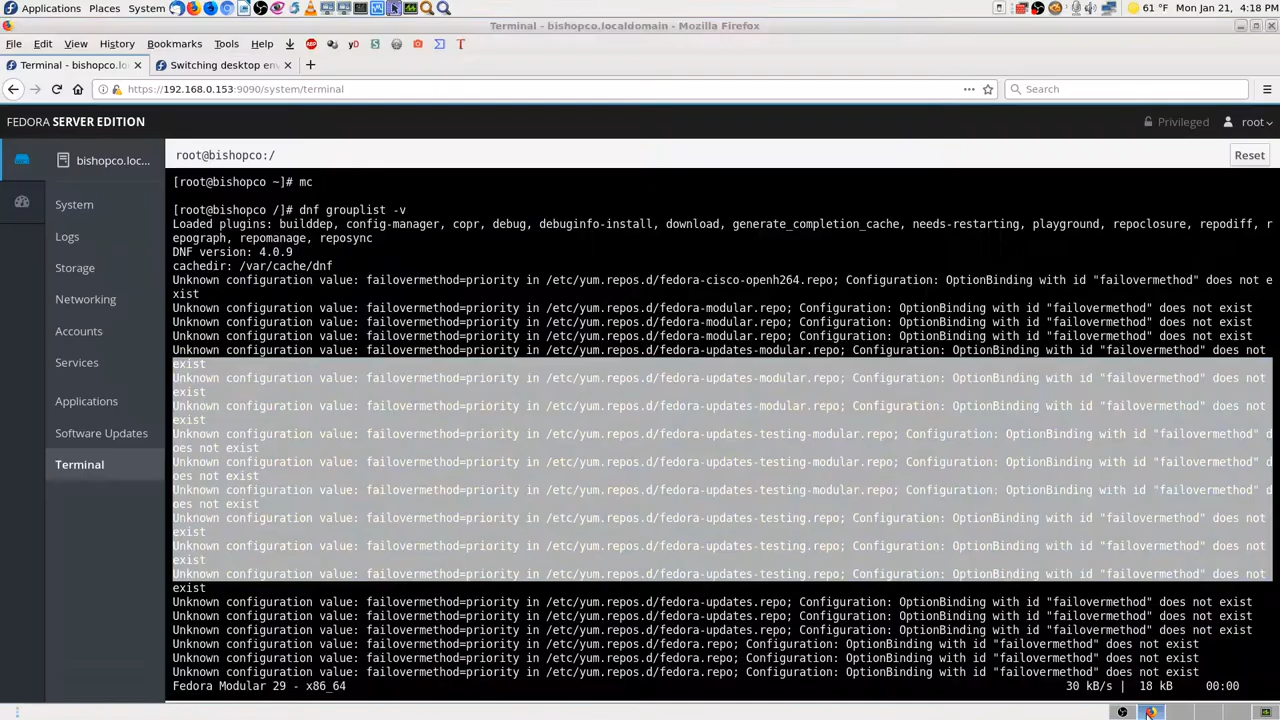 Applications Places System 61 °F Mon Jan 21, 4:18 PM
Terminal - bishopco.localdomain - Mozilla Firefox
File Edit View History Bookmarks Tools Help
Terminal - bishopco.lo Switching desktop en
https://192.168.0.153:9090/system/terminal Search
FEDORA SERVER EDITION Privileged root
bishopco.loc... root@bishopco:/ Reset
System
Logs
Storage
Networking
Accounts
Services
Applications
Software Updates
Terminal
[root@bishopco ~]# mc
[root@bishopco /]# dnf grouplist -v
Loaded plugins: builddep, config-manager, copr, debug, debuginfo-install, download, generate_completion_cache, needs-restarting, playground, repoclosure, repodiff, r
epograph, repomanage, reposync
DNF version: 4.0.9
cachedir: /var/cache/dnf
Unknown configuration value: failovermethod=priority in /etc/yum.repos.d/fedora-cisco-openh264.repo; Configuration: OptionBinding with id "failovermethod" does not e
xist
Unknown configuration value: failovermethod=priority in /etc/yum.repos.d/fedora-modular.repo; Configuration: OptionBinding with id "failovermethod" does not exist
Unknown configuration value: failovermethod=priority in /etc/yum.repos.d/fedora-modular.repo; Configuration: OptionBinding with id "failovermethod" does not exist
Unknown configuration value: failovermethod=priority in /etc/yum.repos.d/fedora-modular.repo; Configuration: OptionBinding with id "failovermethod" does not exist
Unknown configuration value: failovermethod=priority in /etc/yum.repos.d/fedora-updates-modular.repo; Configuration: OptionBinding with id "failovermethod" does not
exist
Unknown configuration value: failovermethod=priority in /etc/yum.repos.d/fedora-updates-modular.repo; Configuration: OptionBinding with id "failovermethod" does not
exist
Unknown configuration value: failovermethod=priority in /etc/yum.repos.d/fedora-updates-modular.repo; Configuration: OptionBinding with id "failovermethod" does not
exist
Unknown configuration value: failovermethod=priority in /etc/yum.repos.d/fedora-updates-testing-modular.repo; Configuration: OptionBinding with id "failovermethod" d
oes not exist
Unknown configuration value: failovermethod=priority in /etc/yum.repos.d/fedora-updates-testing-modular.repo; Configuration: OptionBinding with id "failovermethod" d
oes not exist
Unknown configuration value: failovermethod=priority in /etc/yum.repos.d/fedora-updates-testing-modular.repo; Configuration: OptionBinding with id "failovermethod" d
oes not exist
Unknown configuration value: failovermethod=priority in /etc/yum.repos.d/fedora-updates-testing.repo; Configuration: OptionBinding with id "failovermethod" does not
exist
Unknown configuration value: failovermethod=priority in /etc/yum.repos.d/fedora-updates-testing.repo; Configuration: OptionBinding with id "failovermethod" does not
exist
Unknown configuration value: failovermethod=priority in /etc/yum.repos.d/fedora-updates-testing.repo; Configuration: OptionBinding with id "failovermethod" does not
exist
Unknown configuration value: failovermethod=priority in /etc/yum.repos.d/fedora-updates.repo; Configuration: OptionBinding with id "failovermethod" does not exist
Unknown configuration value: failovermethod=priority in /etc/yum.repos.d/fedora-updates.repo; Configuration: OptionBinding with id "failovermethod" does not exist
Unknown configuration value: failovermethod=priority in /etc/yum.repos.d/fedora-updates.repo; Configuration: OptionBinding with id "failovermethod" does not exist
Unknown configuration value: failovermethod=priority in /etc/yum.repos.d/fedora.repo; Configuration: OptionBinding with id "failovermethod" does not exist
Unknown configuration value: failovermethod=priority in /etc/yum.repos.d/fedora.repo; Configuration: OptionBinding with id "failovermethod" does not exist
Unknown configuration value: failovermethod=priority in /etc/yum.repos.d/fedora.repo; Configuration: OptionBinding with id "failovermethod" does not exist
Fedora Modular 29 - x86_64 30 kB/s | 18 kB 00:00